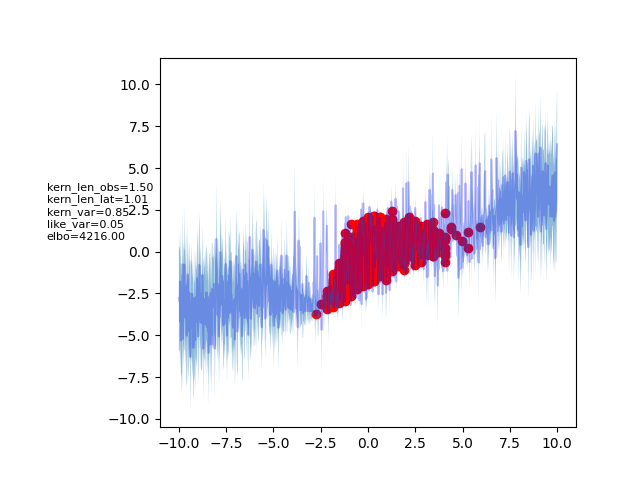 10.0
7.5
5.0
2.5
0.0
−2.5
−5.0
−7.5
−10.0
kern_len_obs=1.50
kern_len_lat=1.01
kern_var=0.85
like_var=0.05
elbo=4216.00
−10.0 −7.5 −5.0 −2.5 0.0 2.5 5.0 7.5 10.0